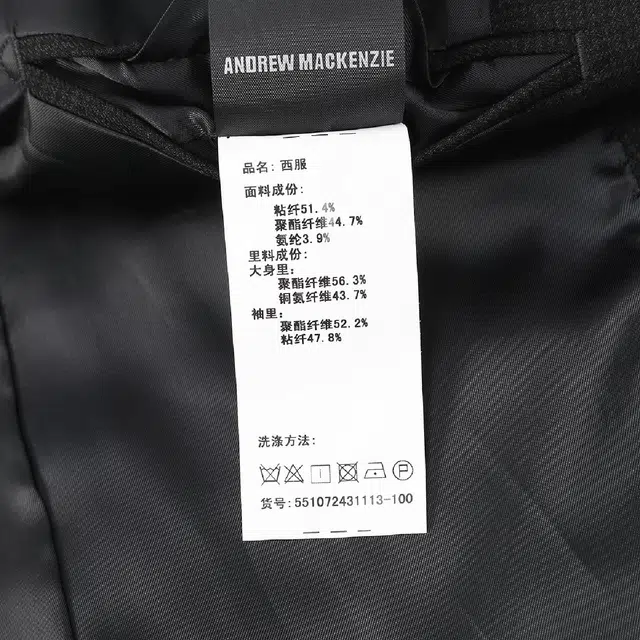 ANDREW MACKENZIE
品名: 西服
面料成份:
粘纤51.4%
聚酯纤维44.7%
氨纶3.9%
里料成份:
大身里:
聚酯纤维56.3%
铜氨纤维43.7%
袖里:
聚酯纤维52.2%
粘纤47.8%
洗涤方法:
P
货号:551072431113-100